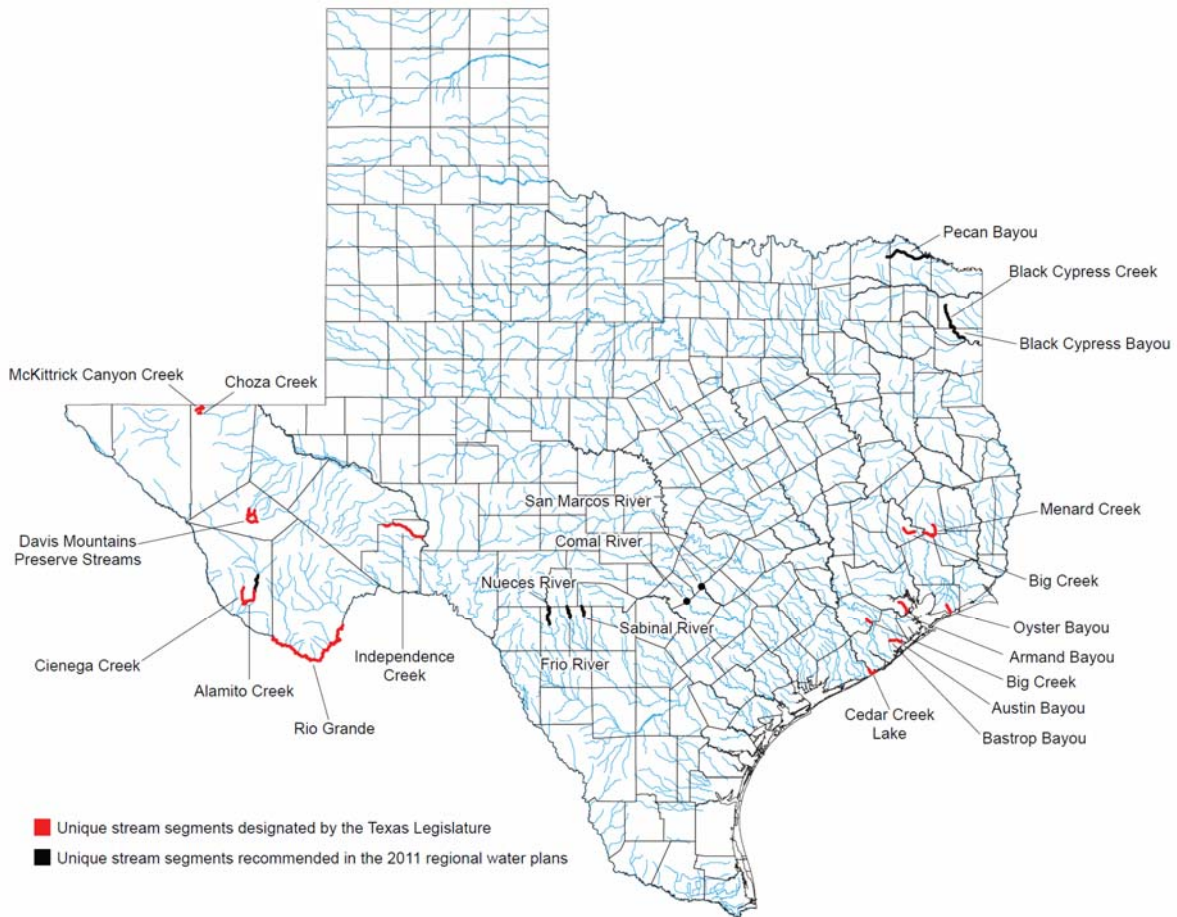 Pecan Bayou
Black Cypress Creek
Black Cypress Bayou
McKittrick Canyon Creek
Choza Creek
San Marcos River
Menard Creek
Davis Mountains
Preserve Streams
Comal River
Nueces River
Big Creek
Sabinal River
Oyster Bayou
Cienega Creek
Independence
Creek
Frio River
Armand Bayou
Alamito Creek
Big Creek
Rio Grande
Cedar Creek
Lake
Austin Bayou
Bastrop Bayou
Unique stream segments designated by the Texas Legislature
Unique stream segments recommended in the 2011 regional water plans